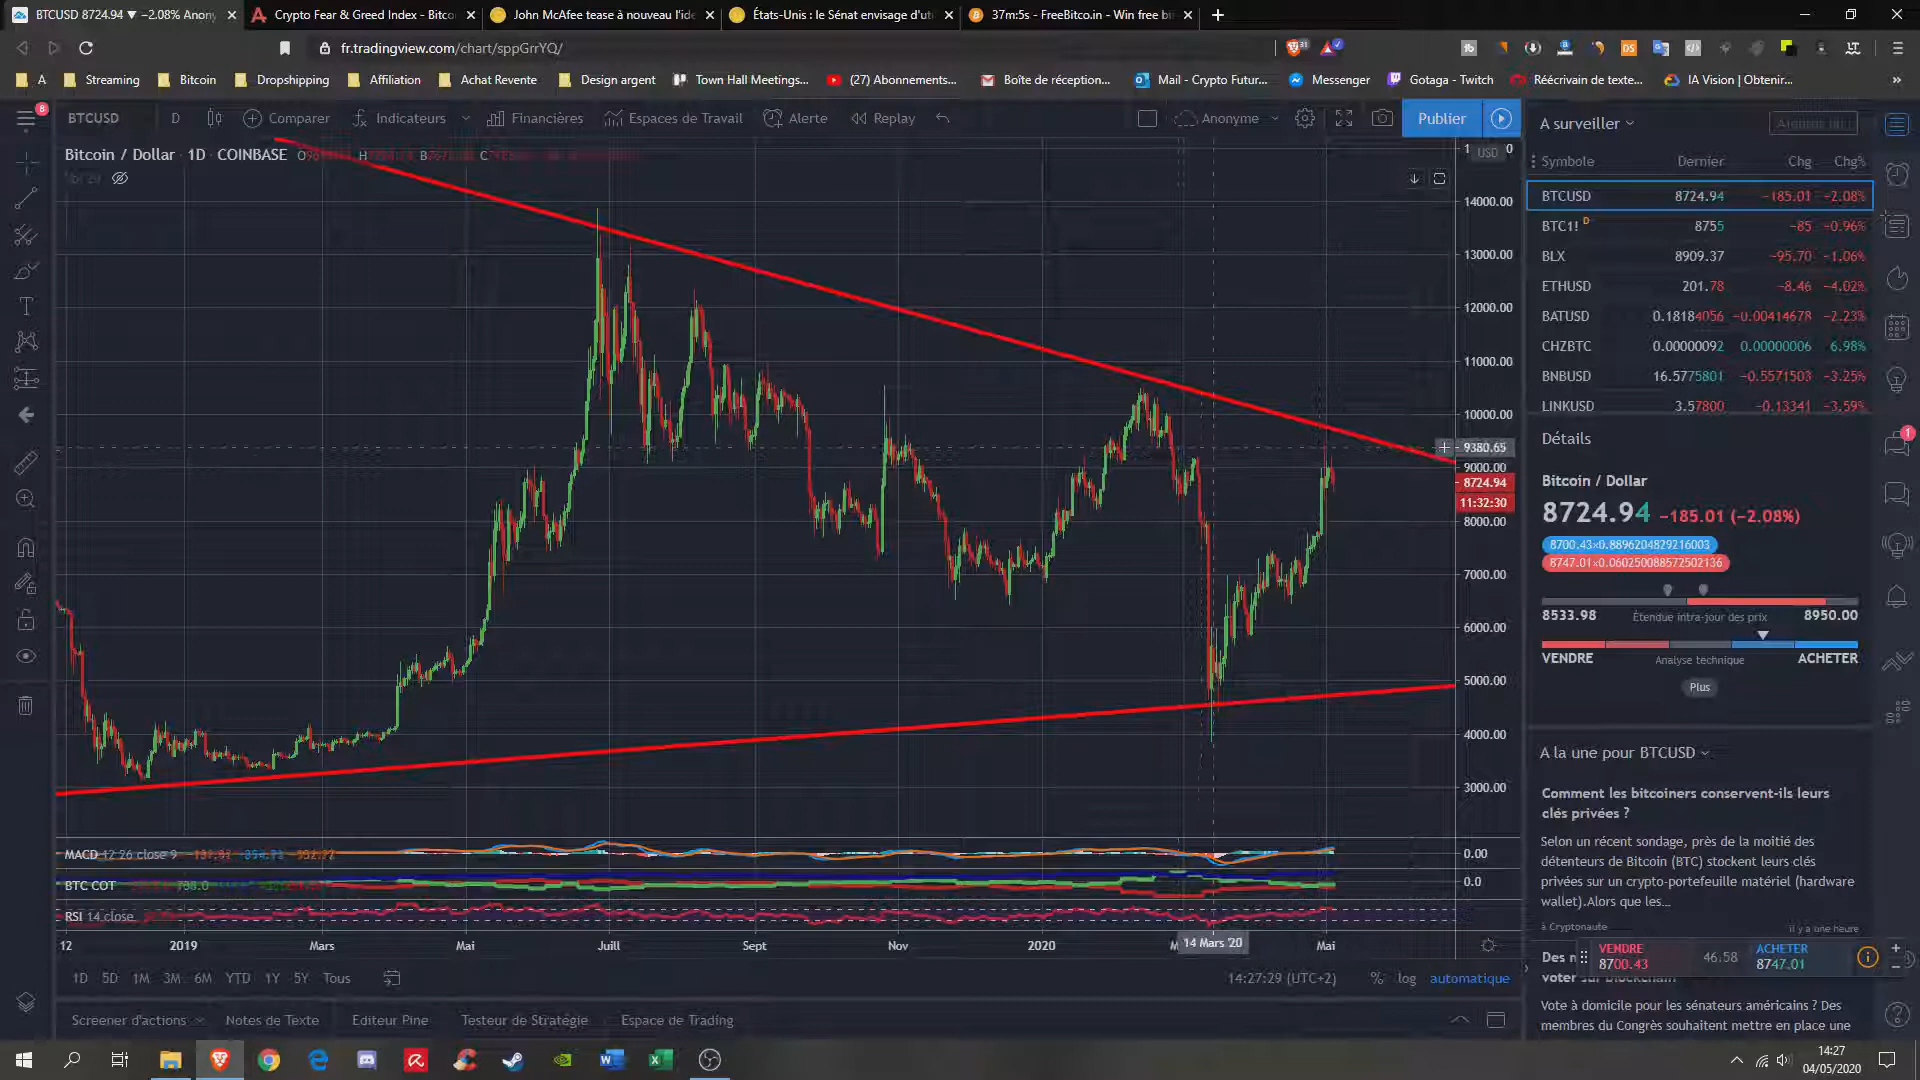 BTCUSD 8724.94 ▼ −2.08% Anony
Crypto Fear & Greed Index - Bitco
John McAfee tease à nouveau l'id
États-Unis : le Sénat envisage d'ut
37m:5s - FreeBitco.in - Win free bi
fr.tradingview.com/chart/sppGrrYQ/
A
Streaming
Bitcoin
Dropshipping
Affiliation
Achat Revente
Design argent
Town Hall Meetings...
(27) Abonnements...
Boîte de réception...
Mail - Crypto Futur...
Messenger
Gotaga - Twitch
Réécrivain de texte...
IA Vision | Obtenir...
8
BTCUSD
D
Comparer
Indicateurs
Financières
Espaces de Travail
Alerte
Replay
Anonyme
Publier
Bitcoin / Dollar · 1D · COINBASE
USD
14000.00
13000.00
12000.00
11000.00
10000.00
9380.65
9000.00
8724.94
11:32:30
8000.00
7000.00
6000.00
5000.00
4000.00
3000.00
MACD 12 26 close 9
0.00
BTC COT
0.0
RSI 14 close
12
2019
Mars
Mai
Juill
Sept
Nov
2020
14 Mars '20
Mai
1D
5D
1M
3M
6M
YTD
1Y
5Y
Tous
14:27:29 (UTC+2)
%
log
automatique
Screener d'actions
Notes de Texte
Editeur Pine
Testeur de Stratégie
Espace de Trading
A surveiller
Symbole Dernier Chg Chg%
BTCUSD 8724.94 −185.01 −2.08%
BTC1! D 8755 −85 −0.96%
BLX 8909.37 −95.70 −1.06%
ETHUSD 201.78 −8.46 −4.02%
BATUSD 0.18184056 −0.00414678 −2.23%
CHZBTC 0.00000092 0.00000006 6.98%
BNBUSD 16.5775801 −0.5571503 −3.25%
LINKUSD 3.57800 −0.13341 −3.59%
Détails
1
Bitcoin / Dollar
8724.94 −185.01 (−2.08%)
8700.43×0.8896204829216003
8747.01×0.060250088572502136
8533.98 Étendue intra-jour des prix 8950.00
VENDRE Analyse technique ACHETER
Plus
A la une pour BTCUSD
Comment les bitcoiners conservent-ils leurs
clés privées ?
Selon un récent sondage, près de la moitié des
détenteurs de Bitcoin (BTC) stockent leurs clés
privées sur un crypto-portefeuille matériel (hardware
wallet).Alors que les...
à Cryptonaute il y a une heure
VENDRE
8700.43
46.58
ACHETER
8747.01
Vote à domicile pour les sénateurs américains ? Des
membres du Congrès souhaitent mettre en place une
14:27
04/05/2020